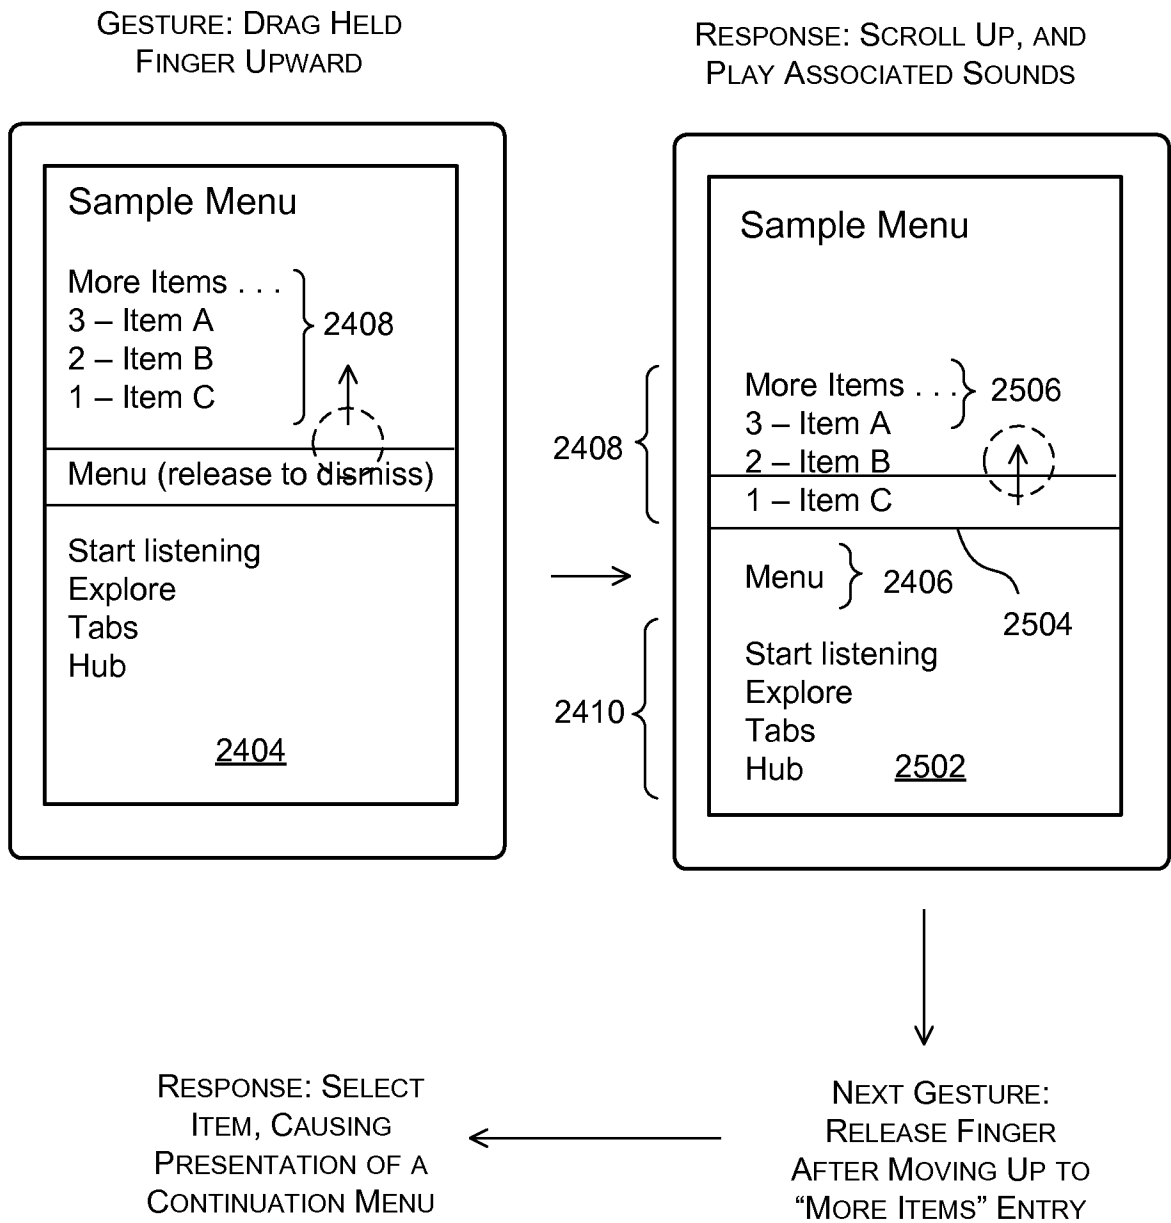 GESTURE: DRAG HELD
FINGER UPWARD
RESPONSE: SCROLL UP, AND
PLAY ASSOCIATED SOUNDS
Sample Menu
More Items . . .
3 – Item A
2 – Item B
1 – Item C
2408
Menu (release to dismiss)
Start listening
Explore
Tabs
Hub
2404
Sample Menu
More Items . . .
3 – Item A
2506
2408
2 – Item B
1 – Item C
Menu
2406
2504
2410
Start listening
Explore
Tabs
Hub
2502
NEXT GESTURE:
RELEASE FINGER
AFTER MOVING UP TO
“MORE ITEMS” ENTRY
RESPONSE: SELECT
ITEM, CAUSING
PRESENTATION OF A
CONTINUATION MENU